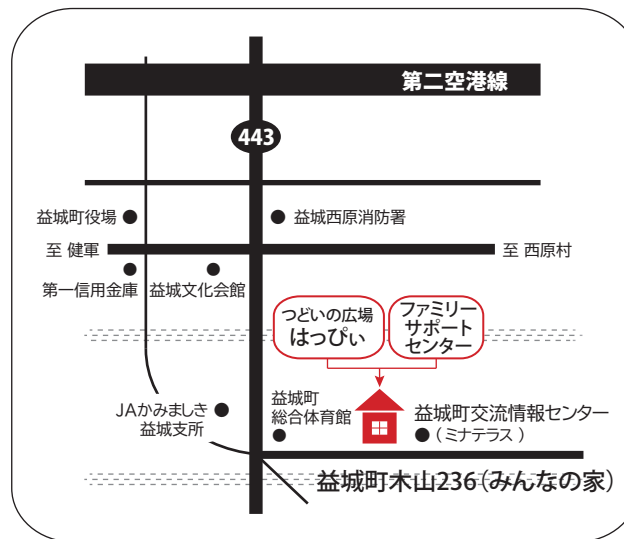 第二空港線
443
益城町役場
益城西原消防署
至 健軍
至 西原村
第一信用金庫
益城文化会館
つどいの広場
はっぴぃ
ファミリー
サポート
センター
JAかみましき
益城支所
益城町
総合体育館
益城町交流情報センター
（ミナテラス）
益城町木山236（みんなの家）